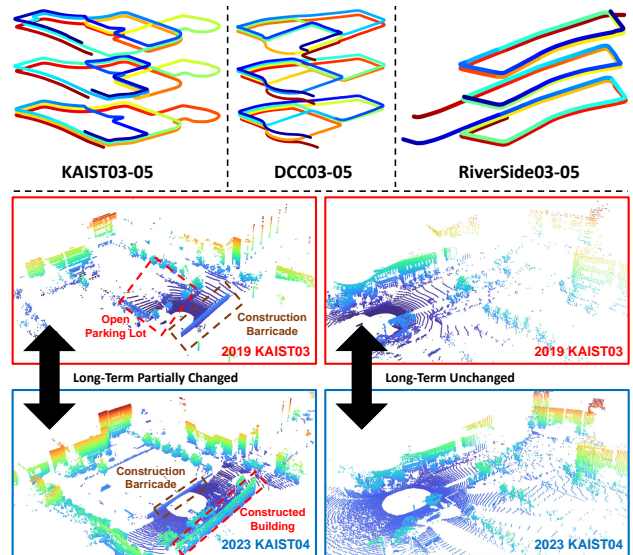 KAIST03-05
DCC03-05
RiverSide03-05
Open
Parking Lot
Construction
Barricade
2019 KAIST03
2019 KAIST03
Long-Term Partially Changed
Long-Term Unchanged
Construction
Barricade
Constructed
Building
2023 KAIST04
2023 KAIST04